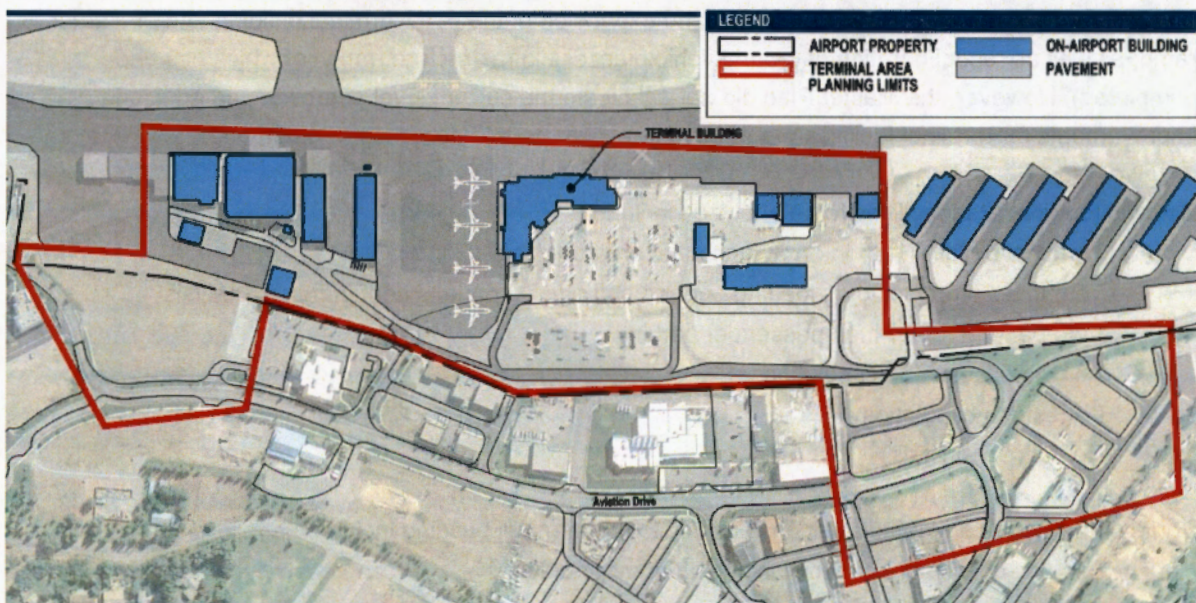 LEGEND
AIRPORT PROPERTY
ON-AIRPORT BUILDING
TERMINAL AREA
PLANNING LIMITS
PAVEMENT
TERMINAL BUILDING
Aviation Drive